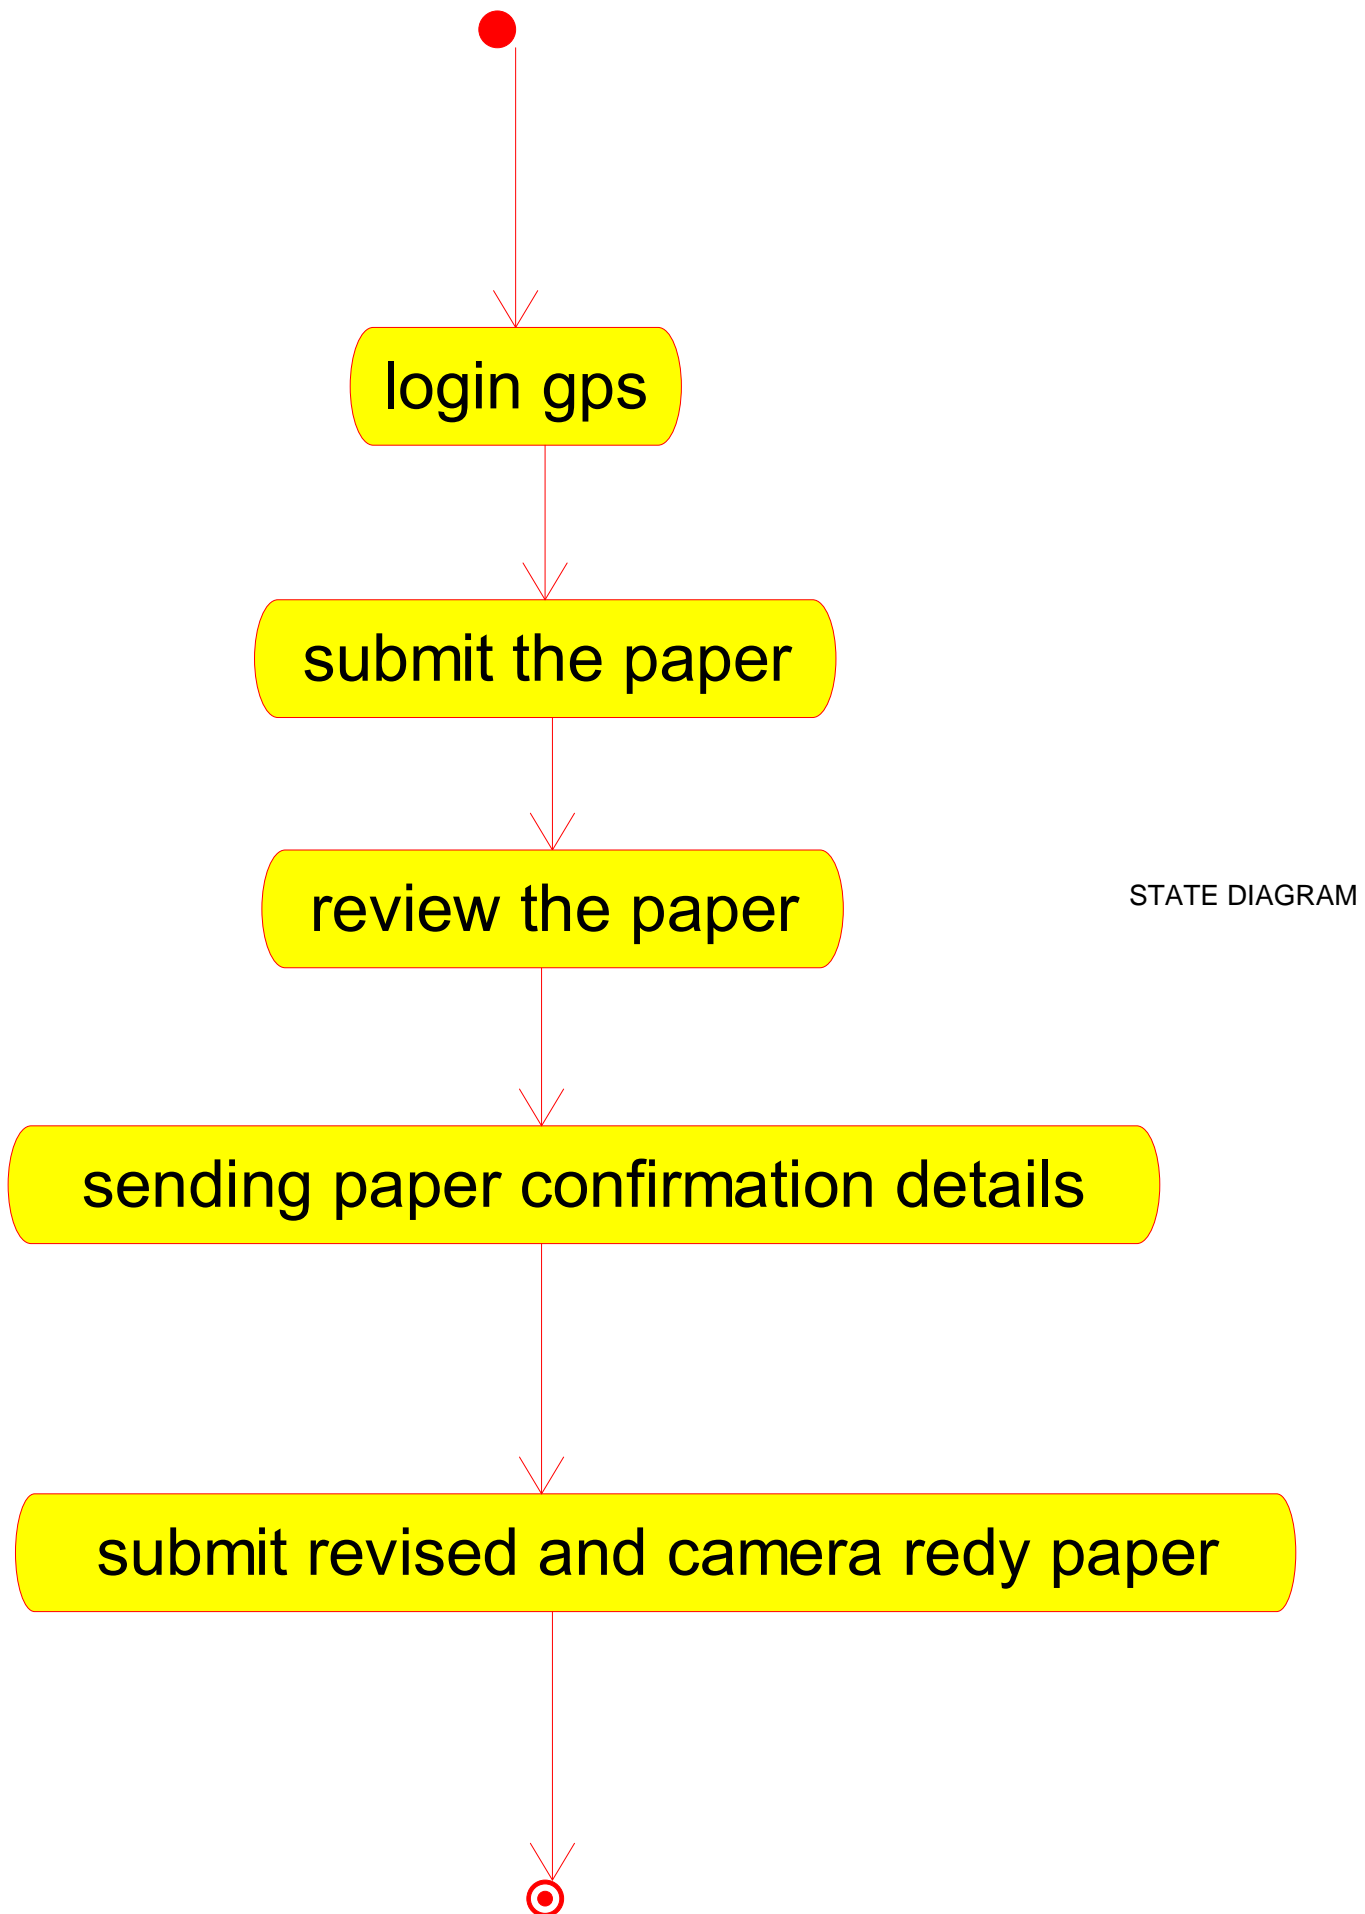 login gps
submit the paper
review the paper
STATE DIAGRAM
sending paper confirmation details
submit revised and camera redy paper